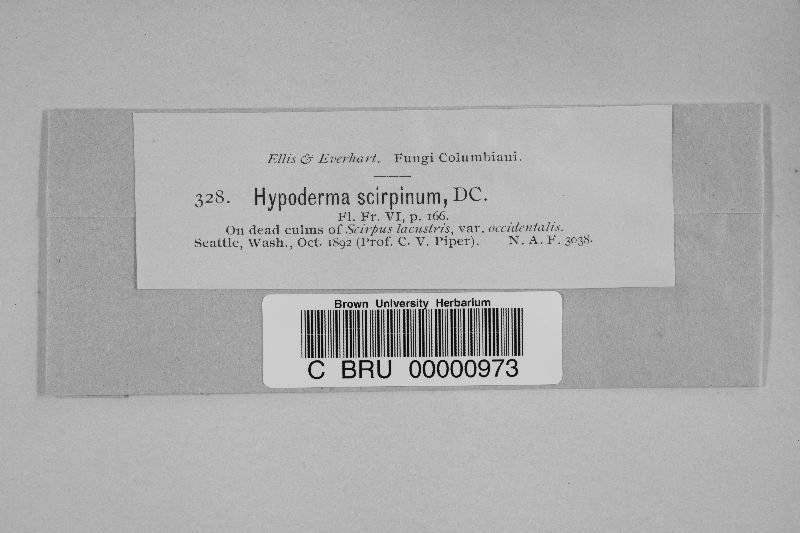 Ellis & Everhart. Fungi Columbiani.
328. Hypoderma scirpinum, DC.
Fl. Fr. VI, p. 166.
On dead culms of Scirpus lacustris, var. occidentalis.
Seattle, Wash., Oct. 1892 (Prof. C. V. Piper). N. A. F. 3038.
Brown University Herbarium
C BRU 00000973